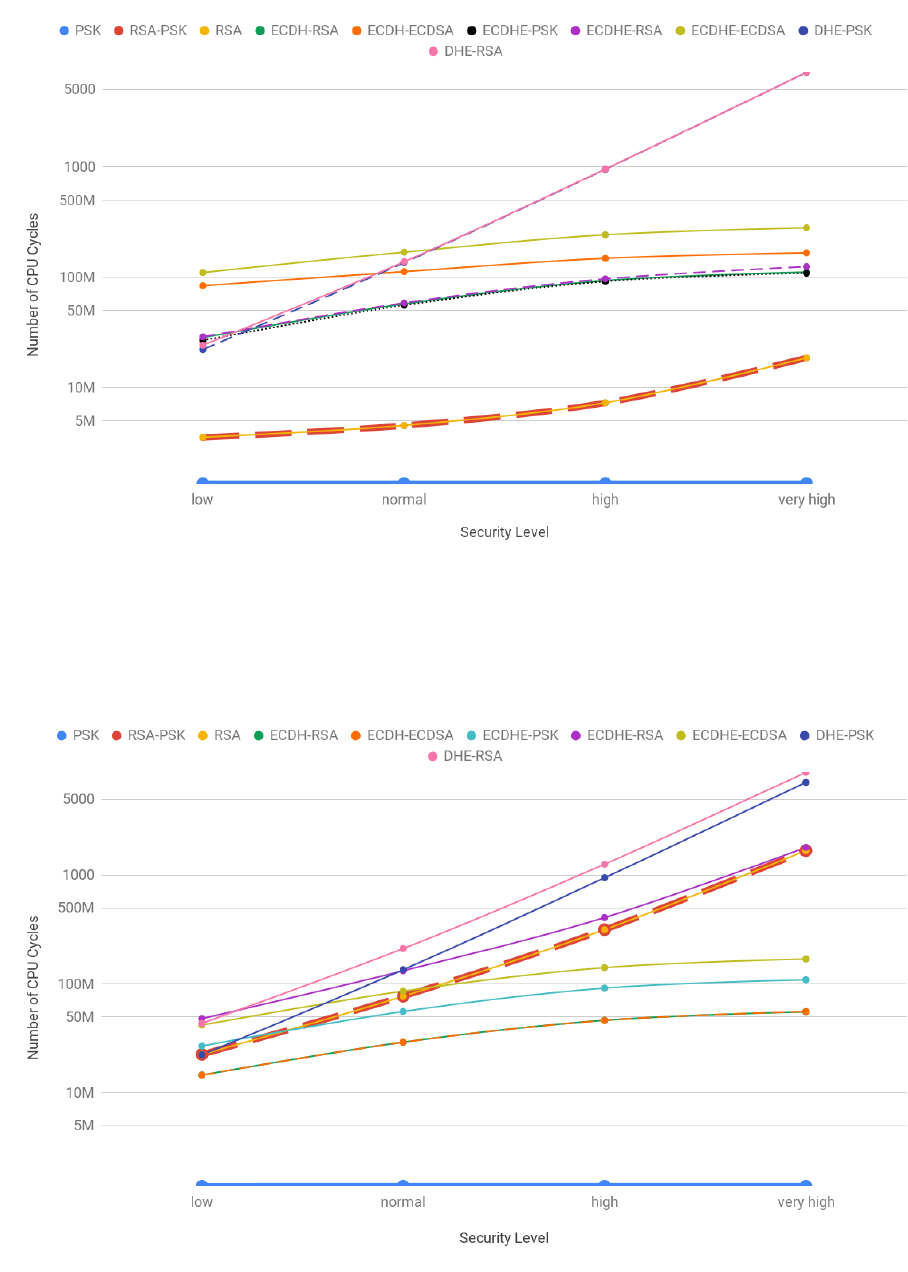 PSK RSA-PSK RSA ECDH-RSA ECDH-ECDSA ECDHE-PSK ECDHE-RSA ECDHE-ECDSA DHE-PSK
DHE-RSA
5000
1000
500M
100M
50M
10M
5M
Number of CPU Cycles
low normal high very high
Security Level
PSK RSA-PSK RSA ECDH-RSA ECDH-ECDSA ECDHE-PSK ECDHE-RSA ECDHE-ECDSA DHE-PSK
DHE-RSA
5000
1000
500M
100M
50M
10M
5M
Number of CPU Cycles
low normal high very high
Security Level